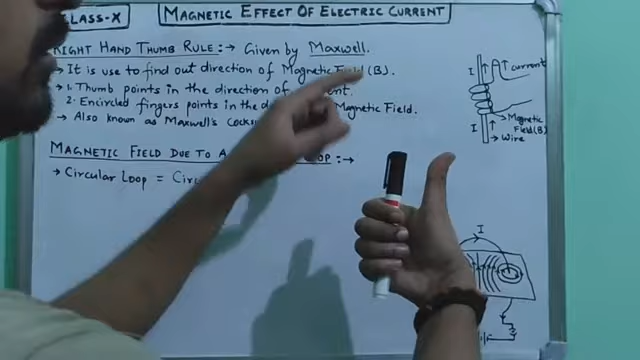 CLASS-X
MAGNETIC EFFECT OF ELECTRIC CURRENT
RIGHT HAND THUMB RULE:→ Given by Maxwell.
→ It is use to find out direction of Magnetic Field (B).
→ 1. Thumb points in the direction of
2. Encircled fingers points in the Magnetic Field.
→ Also known as Maxwell's
MAGNETIC FIELD DUE TO A LOOP :→
→ Circular Loop =
I
current
I
→ Magnetic
Field(B)
→ Wire
I